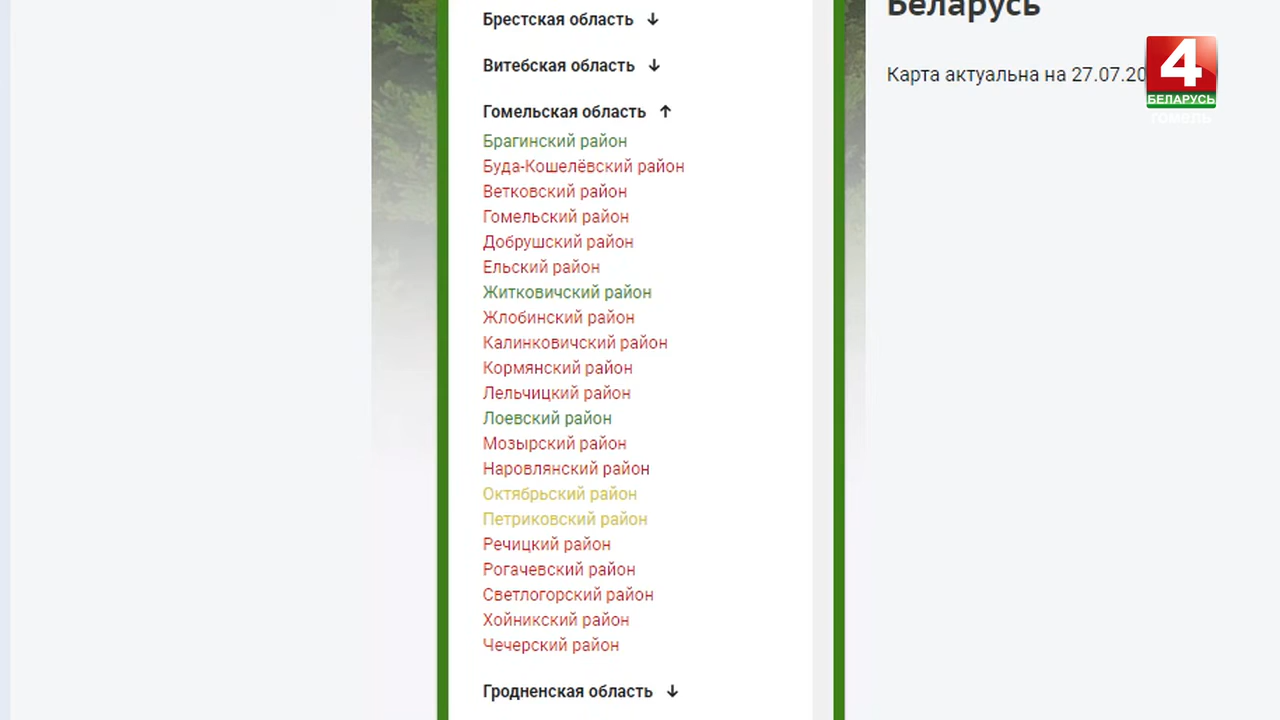 Брестская область ↓
Витебская область ↓
Гомельская область ↑
Брагинский район
Буда-Кошелёвский район
Ветковский район
Гомельский район
Добрушский район
Ельский район
Житковичский район
Жлобинский район
Калинковичский район
Кормянский район
Лельчицкий район
Лоевский район
Мозырский район
Наровлянский район
Октябрьский район
Петриковский район
Речицкий район
Рогачевский район
Светлогорский район
Хойникский район
Чечерский район
Гродненская область ↓
Беларусь
Карта актуальна на 27.07.20
4
БЕЛАРУСЬ
ГОМЕЛЬ